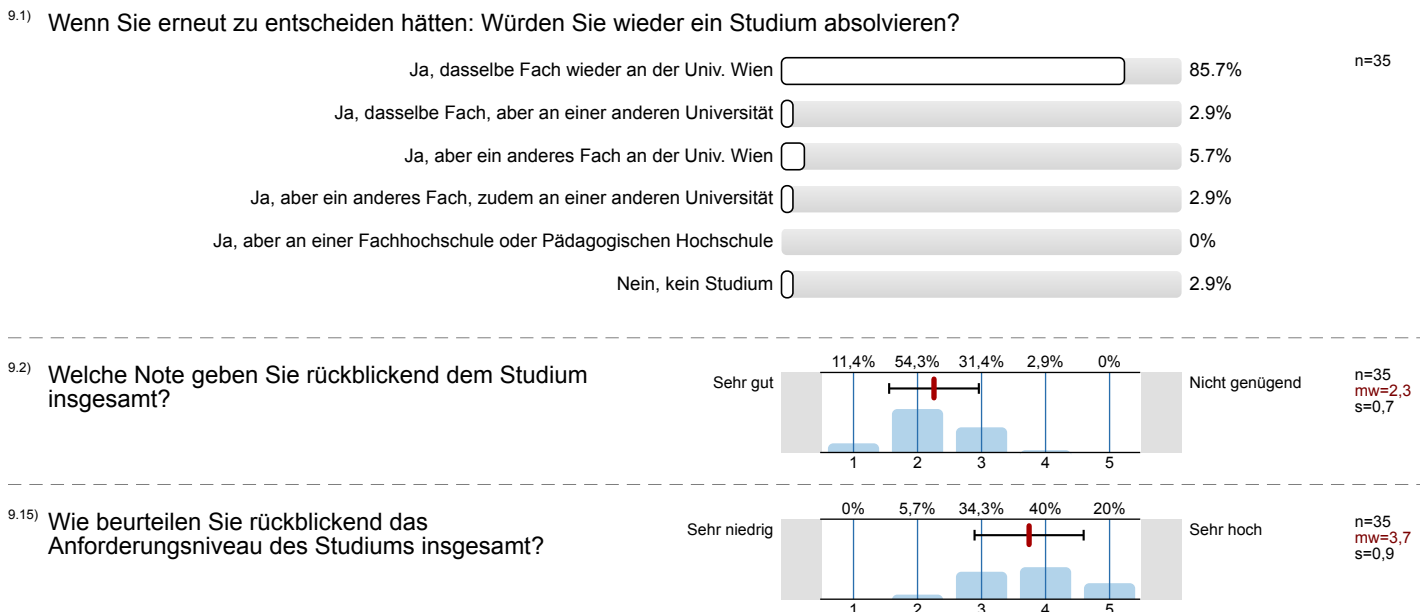 9.1) Wenn Sie erneut zu entscheiden hätten: Würden Sie wieder ein Studium absolvieren?
Ja, dasselbe Fach wieder an der Univ. Wien 85.7% n=35
Ja, dasselbe Fach, aber an einer anderen Universität 2.9%
Ja, aber ein anderes Fach an der Univ. Wien 5.7%
Ja, aber ein anderes Fach, zudem an einer anderen Universität 2.9%
Ja, aber an einer Fachhochschule oder Pädagogischen Hochschule 0%
Nein, kein Studium 2.9%
9.2) Welche Note geben Sie rückblickend dem Studium
insgesamt?
11,4% 54,3% 31,4% 2,9% 0%
Sehr gut Nicht genügend
n=35
mw=2,3
s=0,7
1 2 3 4 5
9.15) Wie beurteilen Sie rückblickend das
Anforderungsniveau des Studiums insgesamt?
0% 5,7% 34,3% 40% 20%
Sehr niedrig Sehr hoch
n=35
mw=3,7
s=0,9
1 2 3 4 5